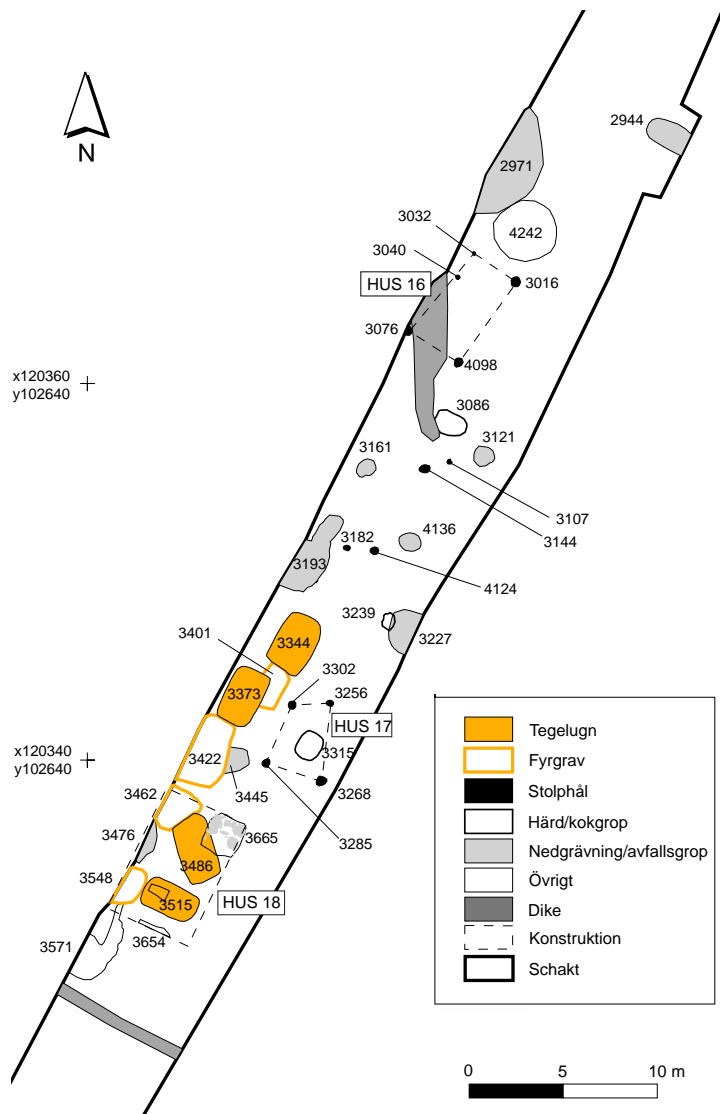 2944
2971
N
3032
4242
3040
HUS 16
3016
3076
4098
x120360
y102640
3086
3121
3161
3107
3144
3182
4136
3193
4124
3239
3227
3401
3344
3302
3373
3256
HUS 17
x120340
y102640
3422
3315
3445
3268
3462
3285
3476
3665
3486
3548
3515
HUS 18
3571
3654
Tegelugn
Fyrgrav
Stolphål
Härd/kokgrop
Nedgrävning/avfallsgrop
Övrigt
Dike
Konstruktion
Schakt
0 5 10 m